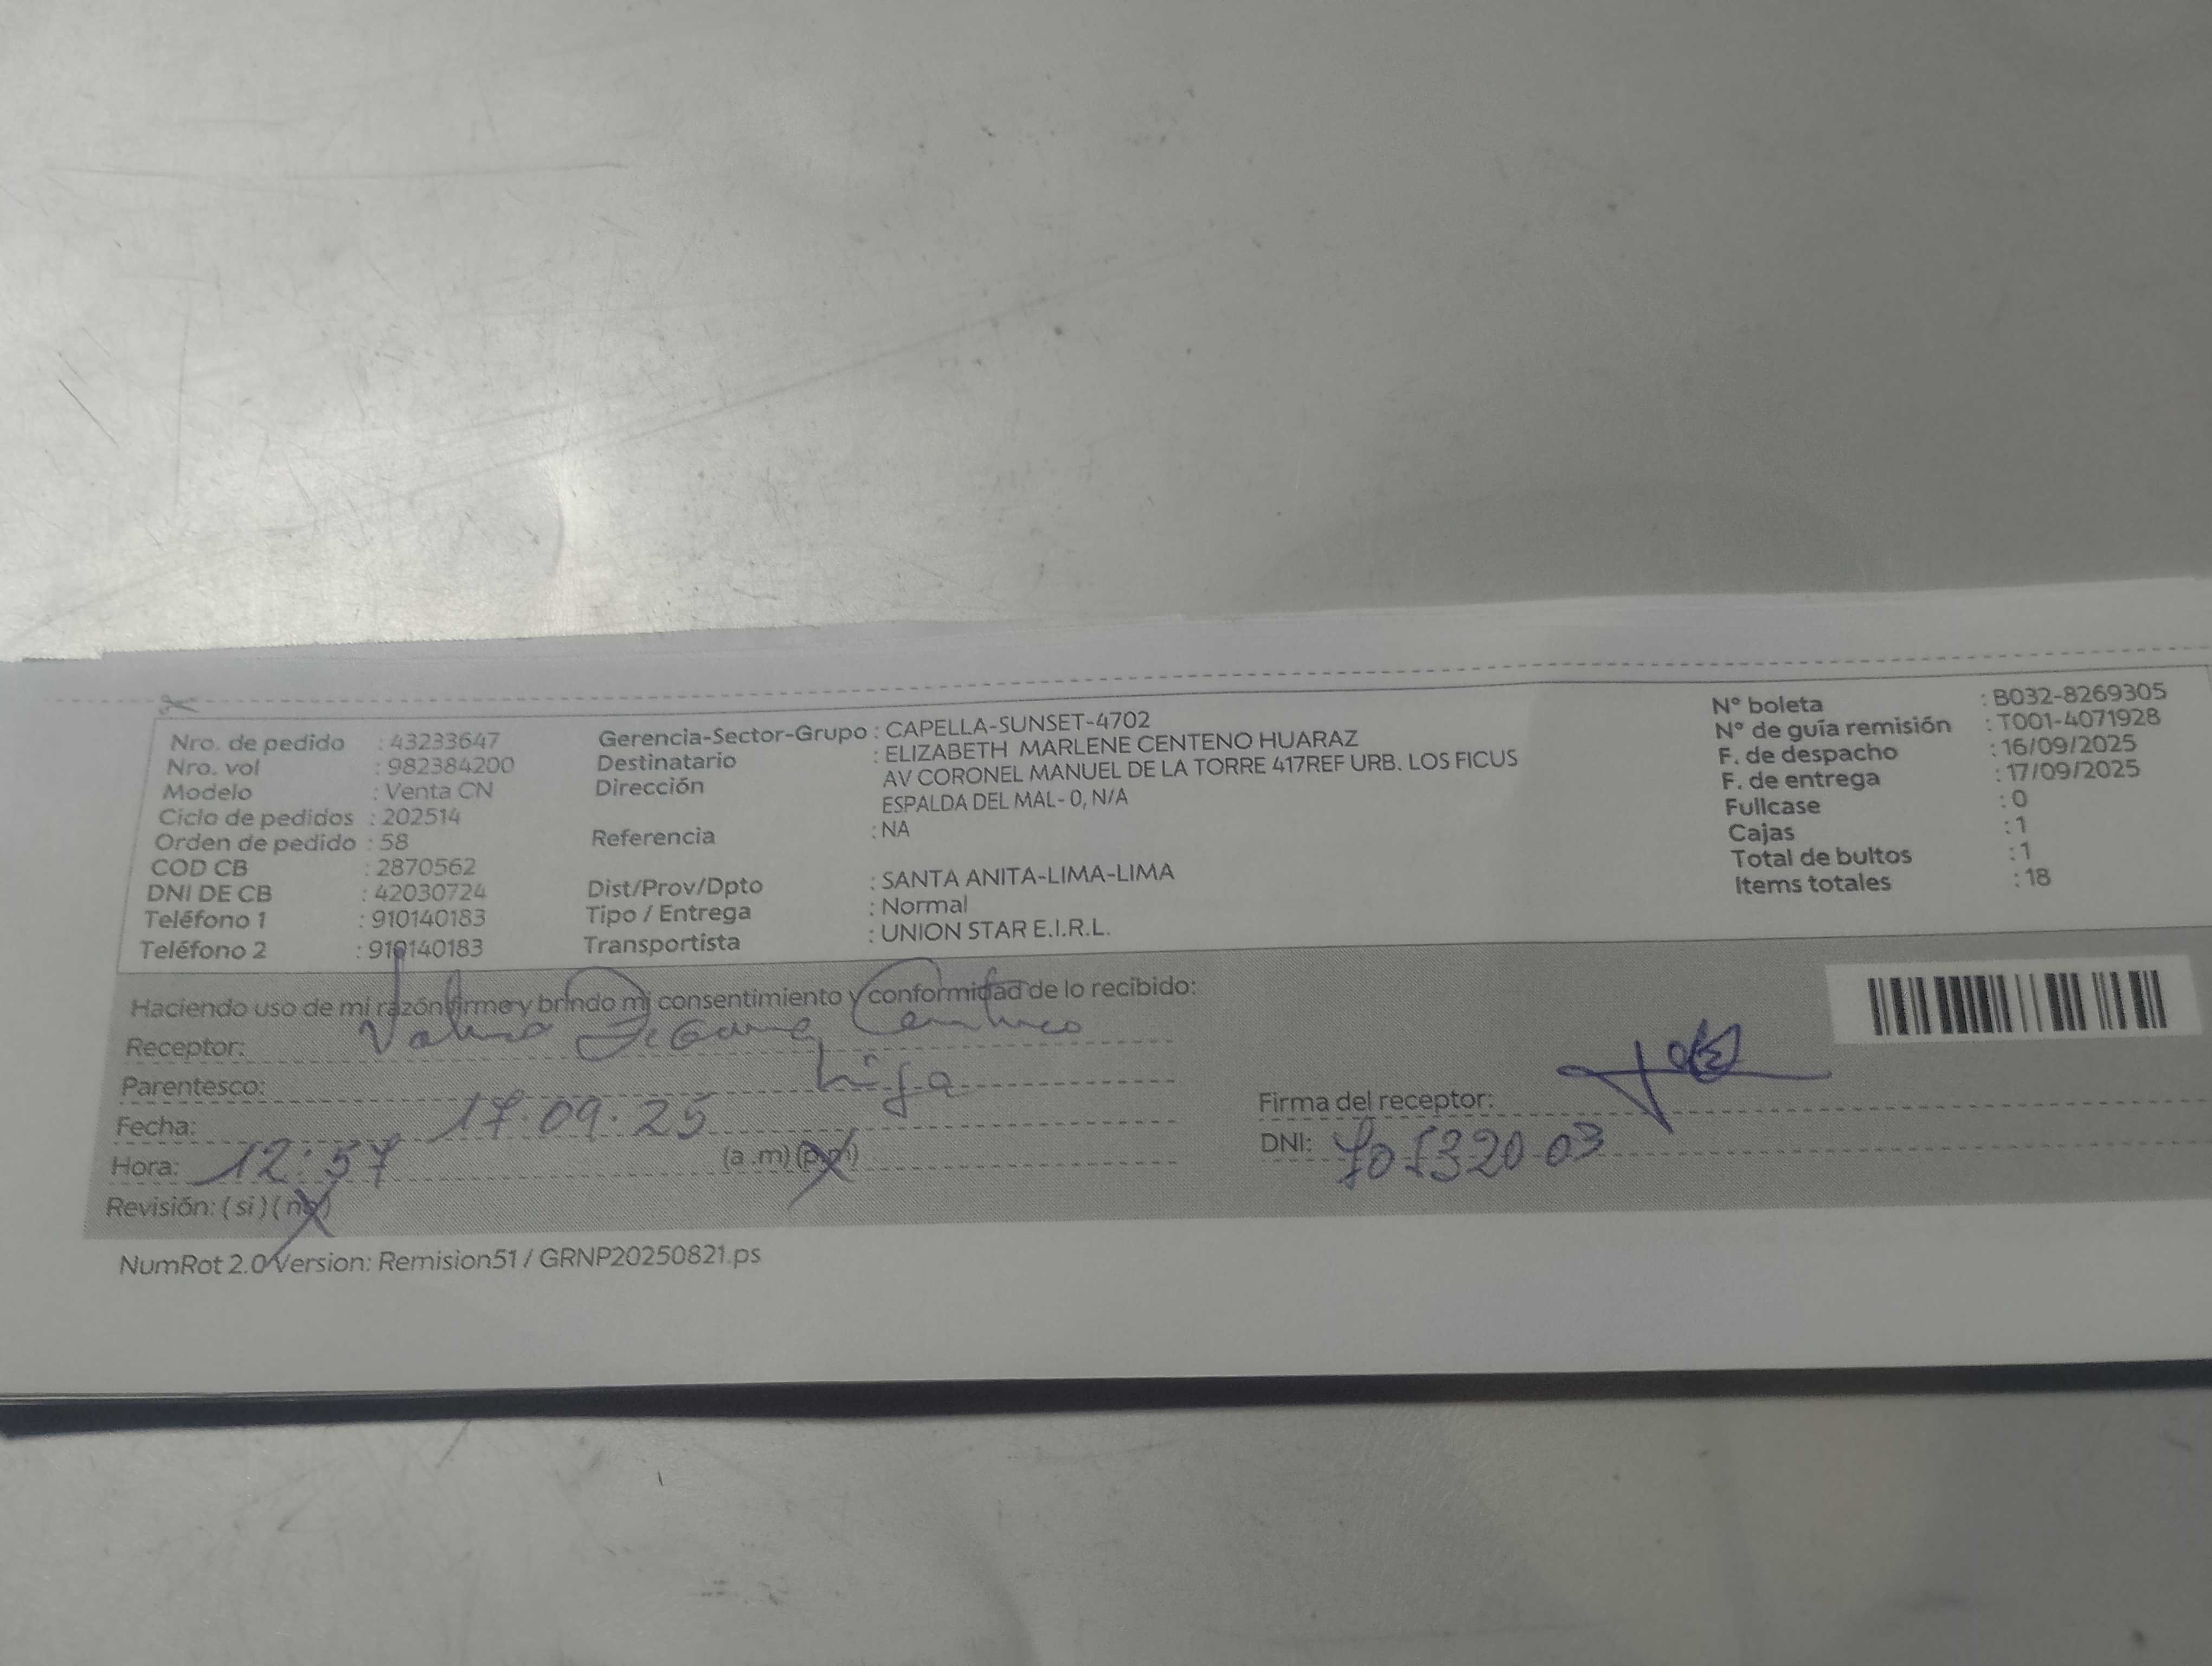 Nro. de pedido : 43233647
Nro. vol : 982384200
Modelo : Venta CN
Ciclo de pedidos : 202514
Orden de pedido : 58
COD CB : 2870562
DNI DE CB : 42030724
Teléfono 1 : 910140183
Teléfono 2 : 910140183
Gerencia-Sector-Grupo : CAPELLA-SUNSET-4702
Destinatario : ELIZABETH MARLENE CENTENO HUARAZ
Dirección AV CORONEL MANUEL DE LA TORRE 417REF URB. LOS FICUS
ESPALDA DEL MAL- 0, N/A
Referencia : NA
Dist/Prov/Dpto : SANTA ANITA-LIMA-LIMA
Tipo / Entrega : Normal
Transportista : UNION STAR E.I.R.L.
N° boleta : B032-8269305
N° de guía remisión : T001-4071928
F. de despacho : 16/09/2025
F. de entrega : 17/09/2025
Fullcase : 0
Cajas : 1
Total de bultos : 1
Items totales : 18
Haciendo uso de mi razón firmo y brindo mi consentimiento y conformidad de lo recibido:
Receptor:
Parentesco: hija
Fecha: 17.09.25
Hora: 12:57 (a.m) (p.m)
Revisión: (si) (no)
Firma del receptor:
DNI:
NumRot 2.0 Version: Remision51 / GRNP20250821.ps